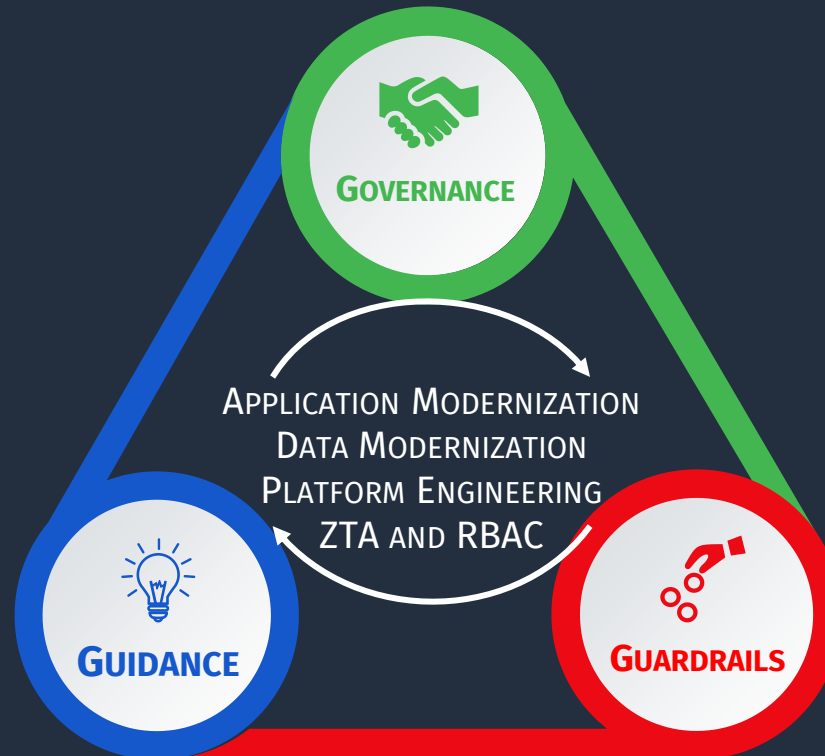 GOVERNANCE
APPLICATION MODERNIZATION
DATA MODERNIZATION
PLATFORM ENGINEERING
ZTA AND RBAC
GUIDANCE
GUARDRAILS